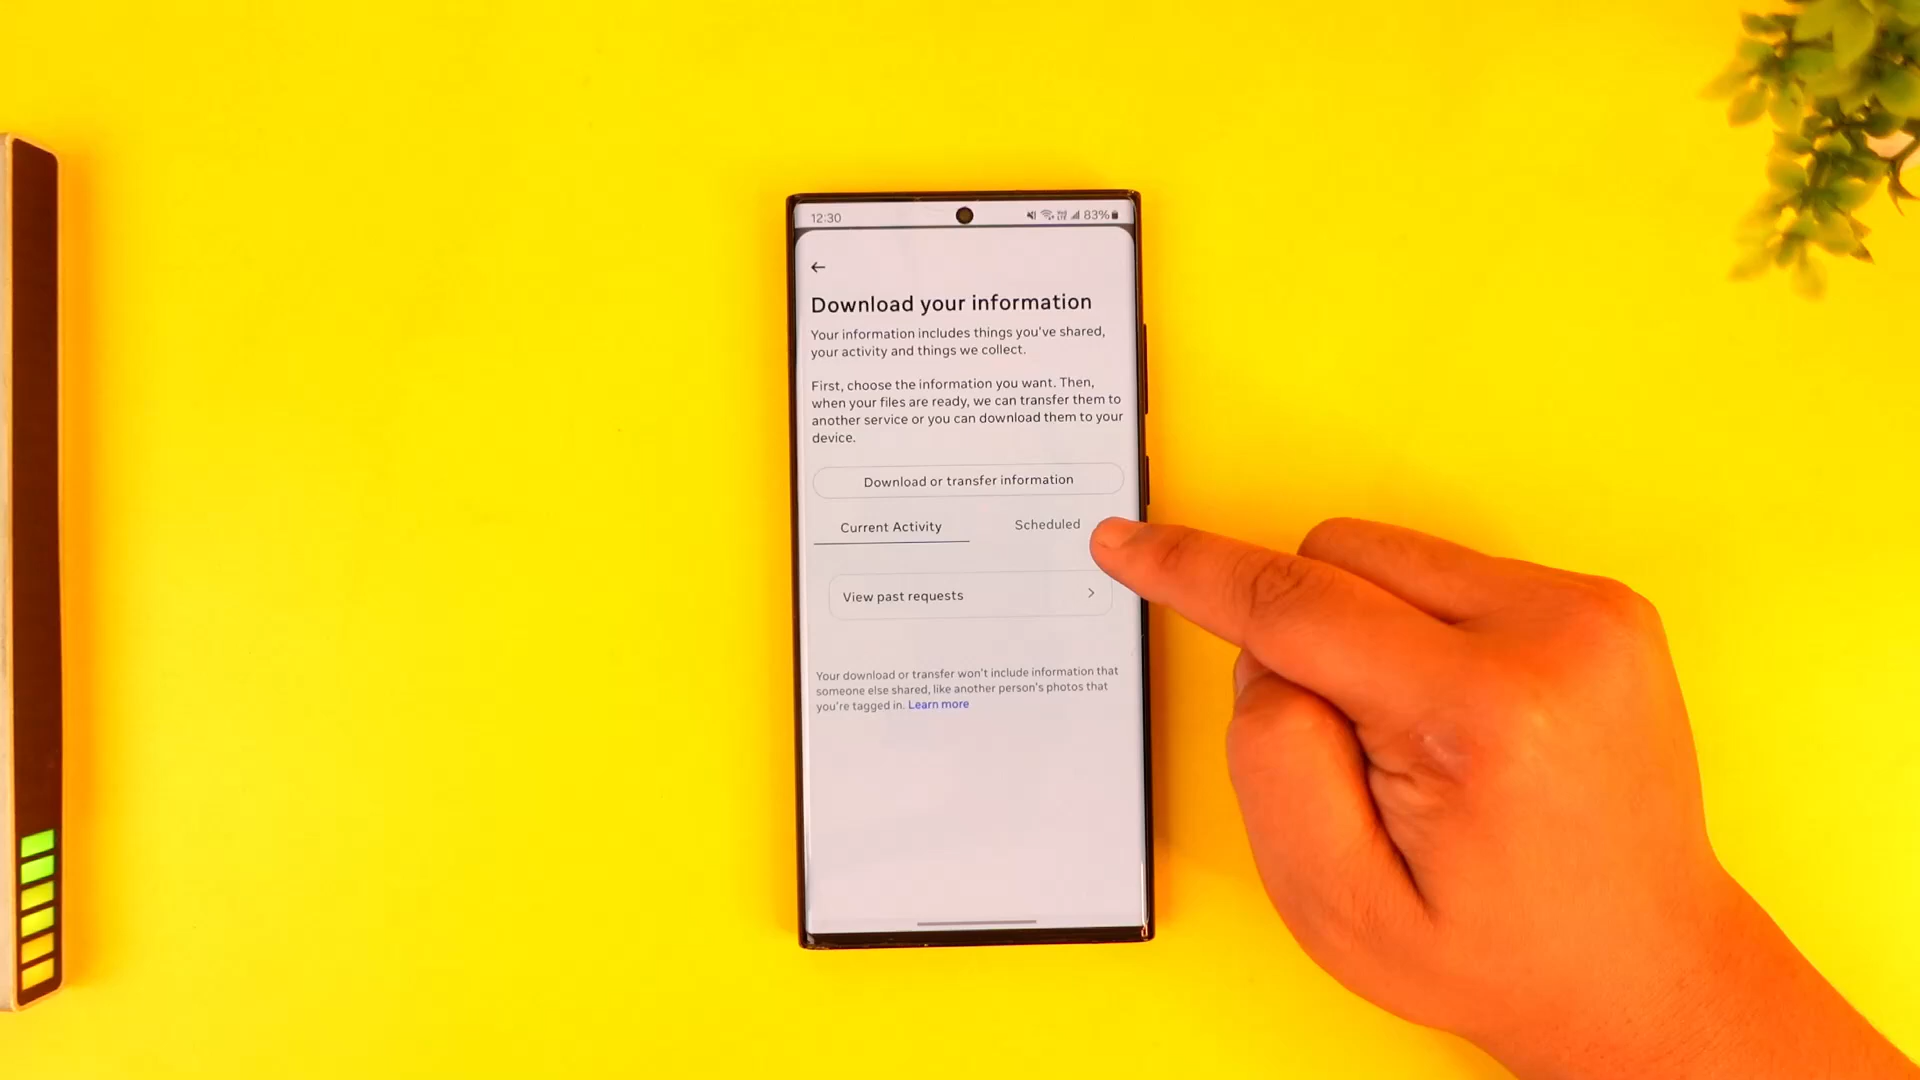 12:30 83%
Download your information
Your information includes things you've shared,
your activity and things we collect.
First, choose the information you want. Then,
when your files are ready, we can transfer them to
another service or you can download them to your
device.
Download or transfer information
Current Activity Scheduled
View past requests
Your download or transfer won't include information that
someone else shared, like another person's photos that
you're tagged in. Learn more